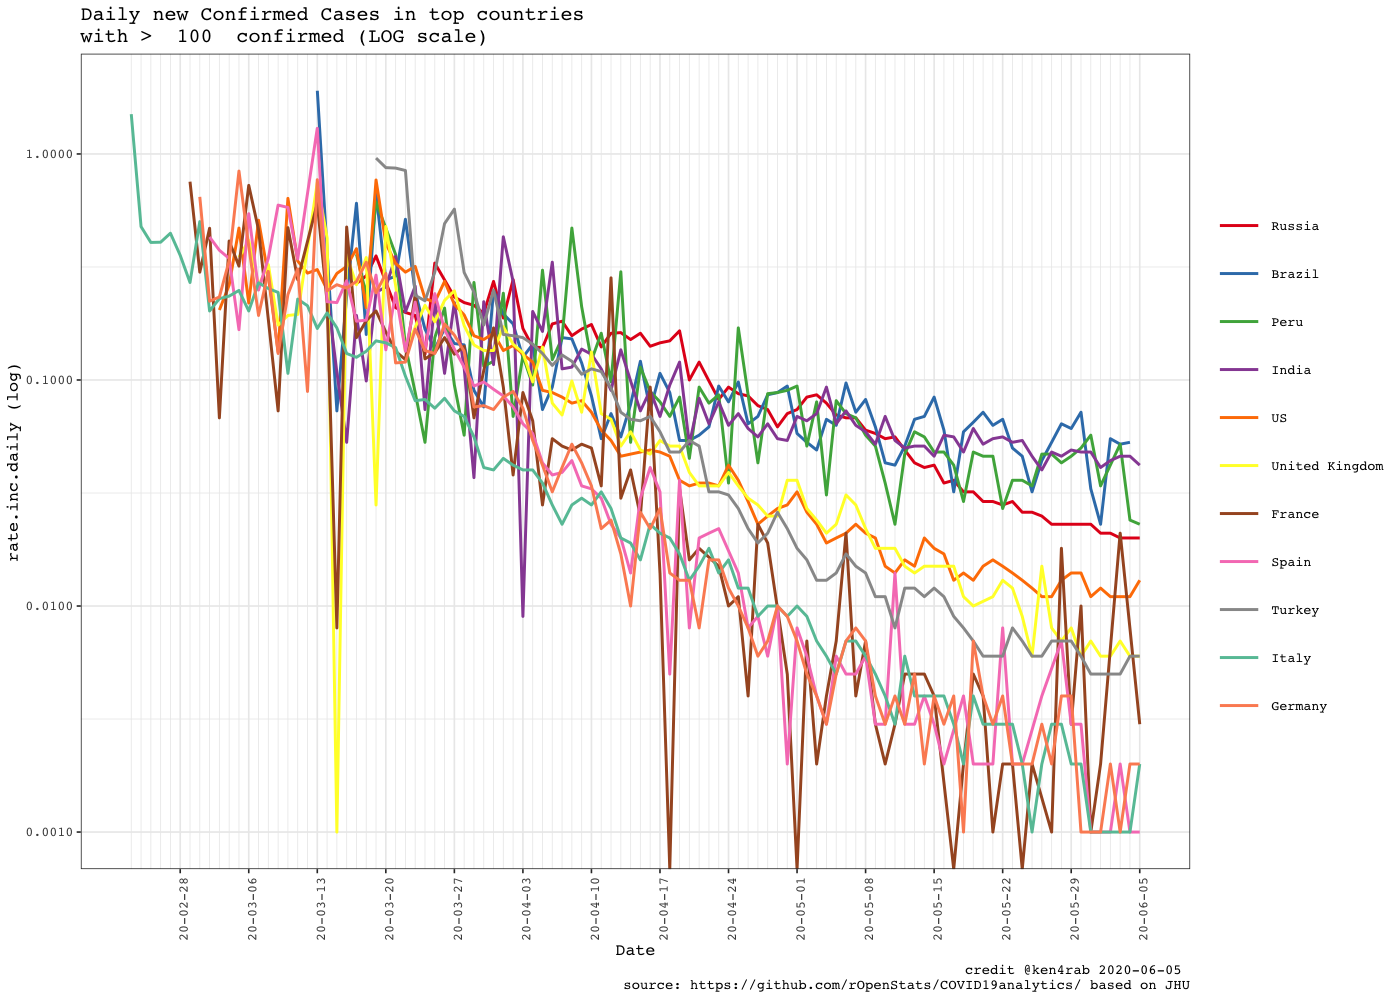 Daily new Confirmed Cases in top countries
with >  100  confirmed (LOG scale)
rate.inc.daily (log)
1.0000
0.1000
0.0100
0.0010
20-02-28
20-03-06
20-03-13
20-03-20
20-03-27
20-04-03
20-04-10
20-04-17
20-04-24
20-05-01
20-05-08
20-05-15
20-05-22
20-05-29
20-06-05
Date
Russia
Brazil
Peru
India
US
United Kingdom
France
Spain
Turkey
Italy
Germany
credit @ken4rab 2020-06-05
source: https://github.com/rOpenStats/COVID19analytics/ based on JHU